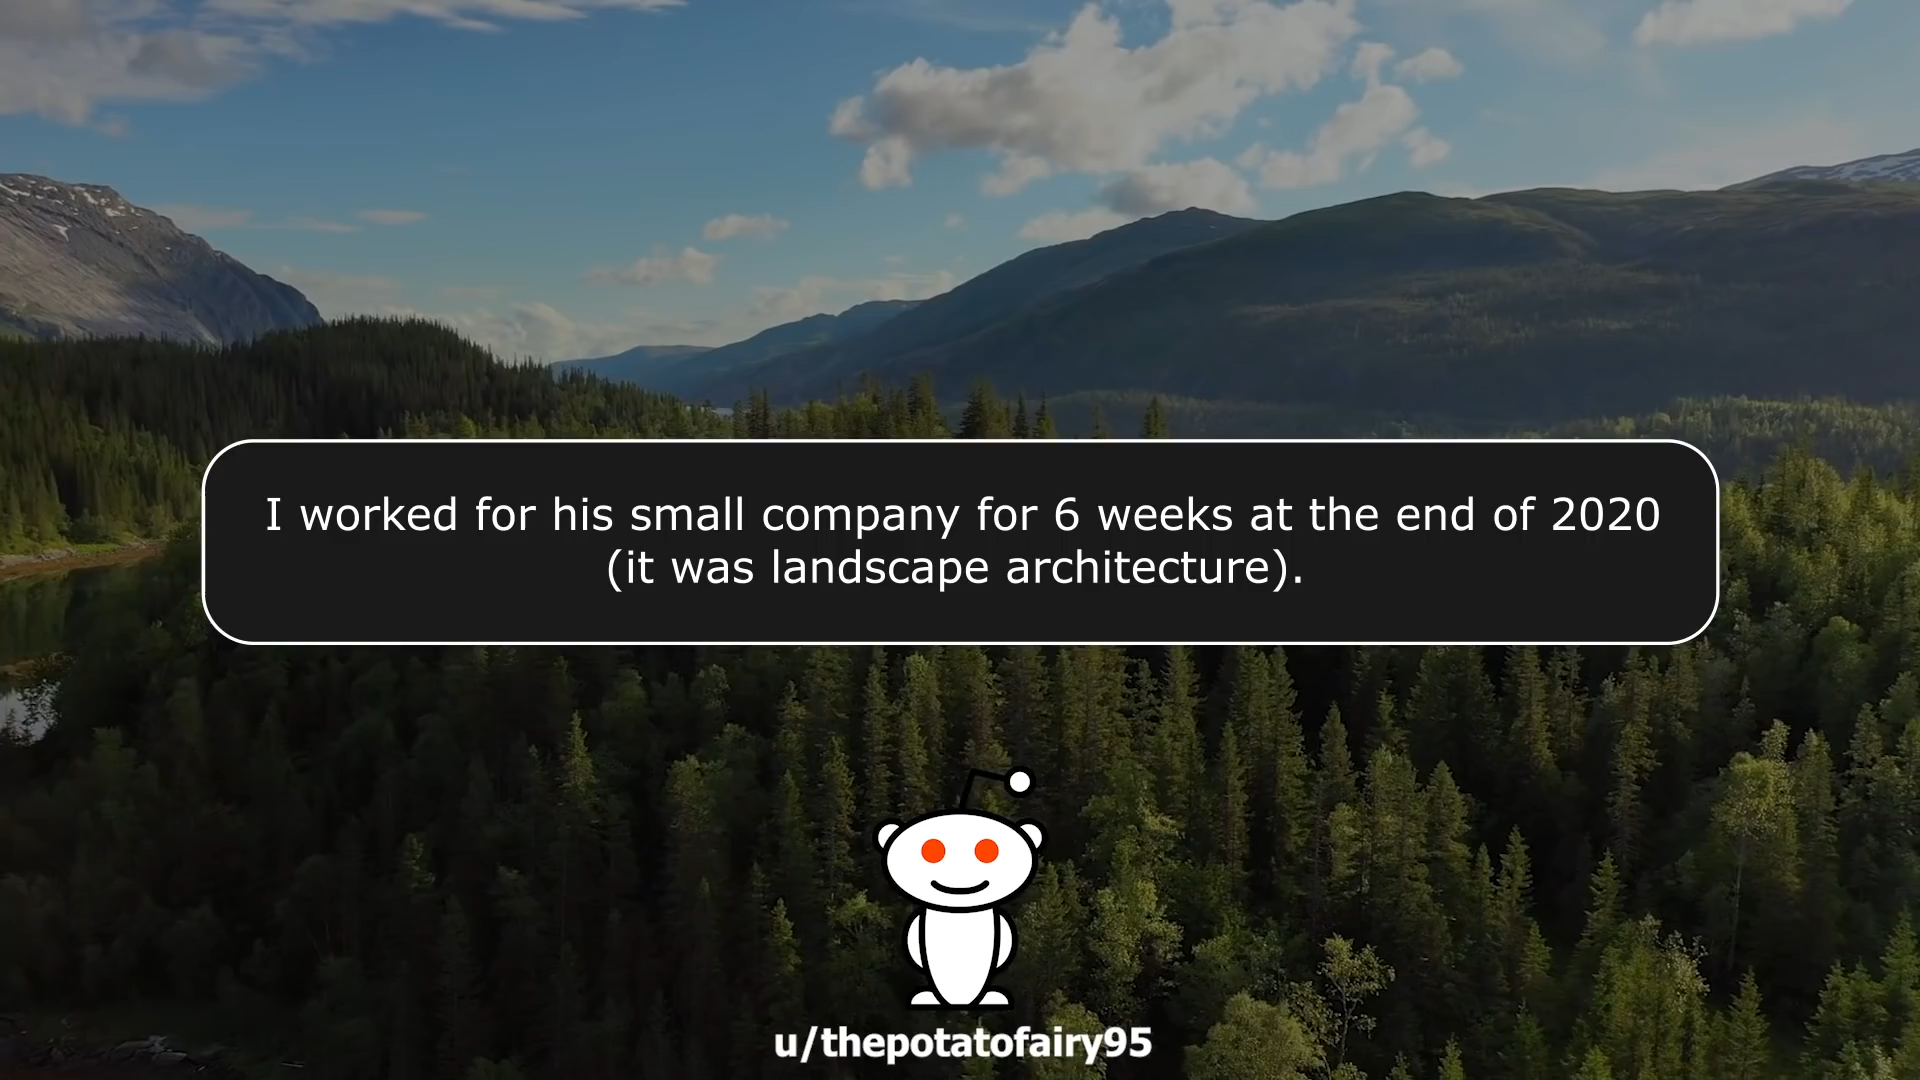 I worked for his small company for 6 weeks at the end of 2020
(it was landscape architecture).
u/thepotatofairy95